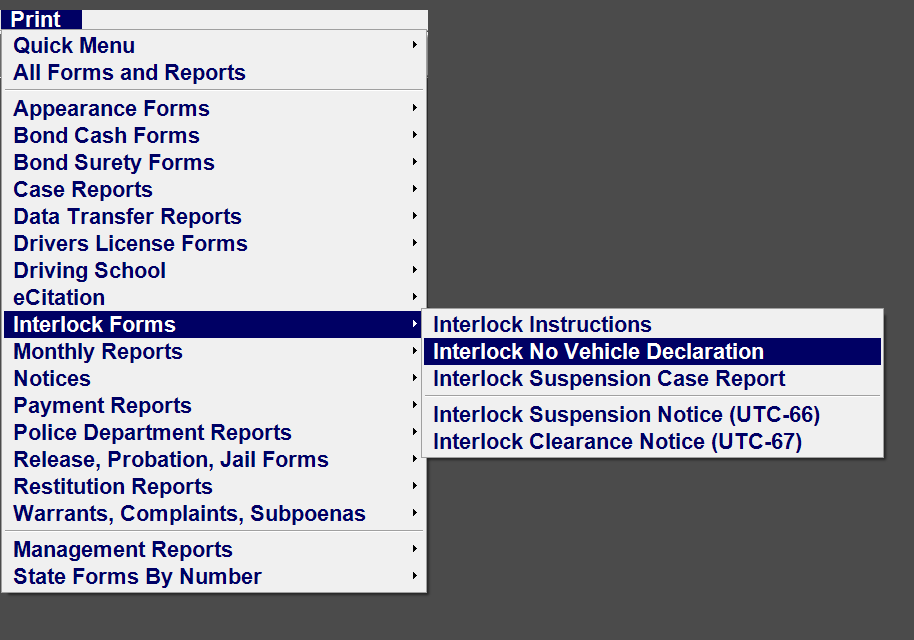 Print
Quick Menu
All Forms and Reports
Appearance Forms
Bond Cash Forms
Bond Surety Forms
Case Reports
Data Transfer Reports
Drivers License Forms
Driving School
eCitation
Interlock Forms
Monthly Reports
Notices
Payment Reports
Police Department Reports
Release, Probation, Jail Forms
Restitution Reports
Warrants, Complaints, Subpoenas
Management Reports
State Forms By Number
Interlock Instructions
Interlock No Vehicle Declaration
Interlock Suspension Case Report
Interlock Suspension Notice (UTC-66)
Interlock Clearance Notice (UTC-67)